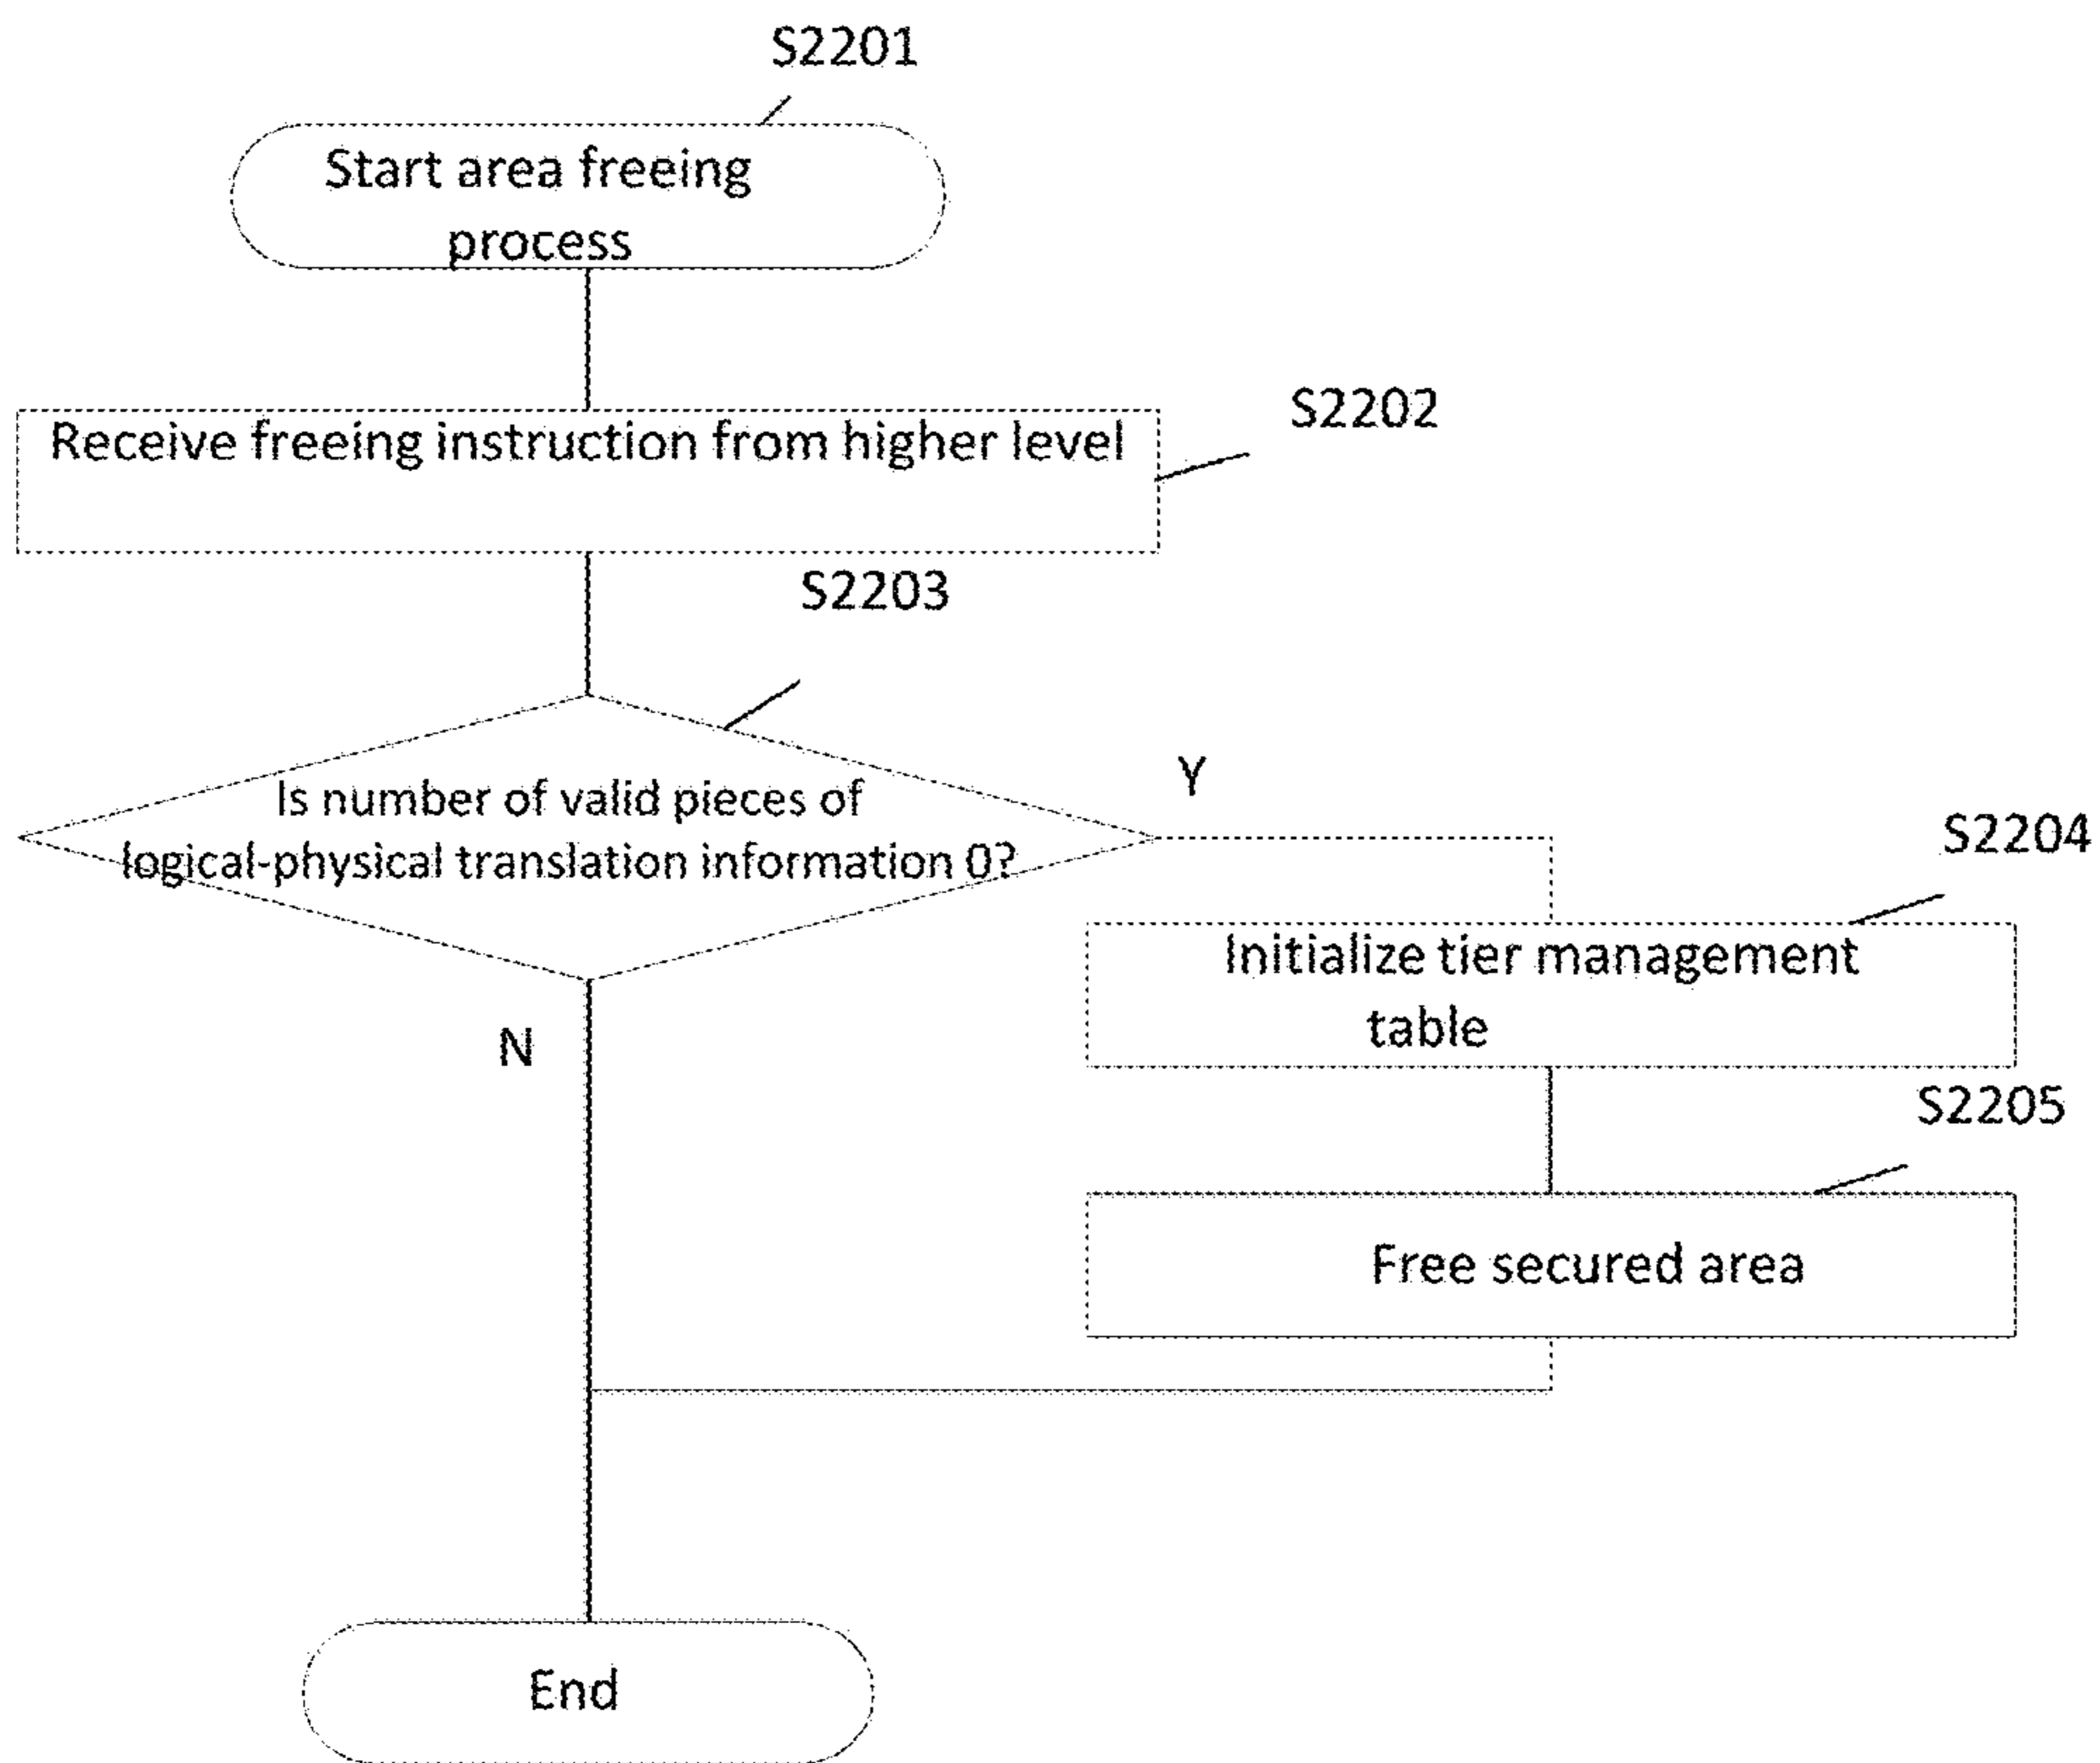 S2201
Start area freeing
process
S2202
Receive freeing instruction from higher level
S2203
Is number of valid pieces of
logical-physical translation information 0?
Y
N
S2204
Initialize tier management
table
S2205
Free secured area
End